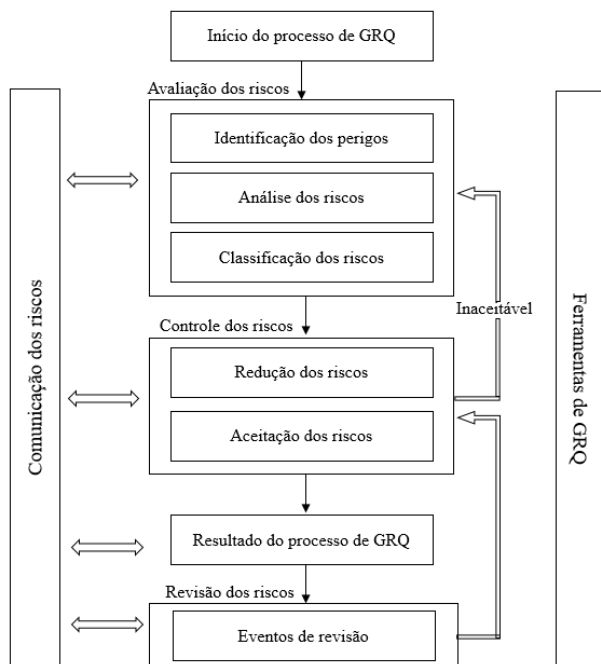 Início do processo de GRQ
Avaliação dos riscos
Identificação dos perigos
Análise dos riscos
Classificação dos riscos
Inaceitável
Controle dos riscos
Redução dos riscos
Aceitação dos riscos
Resultado do processo de GRQ
Revisão dos riscos
Eventos de revisão
Comunicação dos riscos
Ferramentas de GRQ